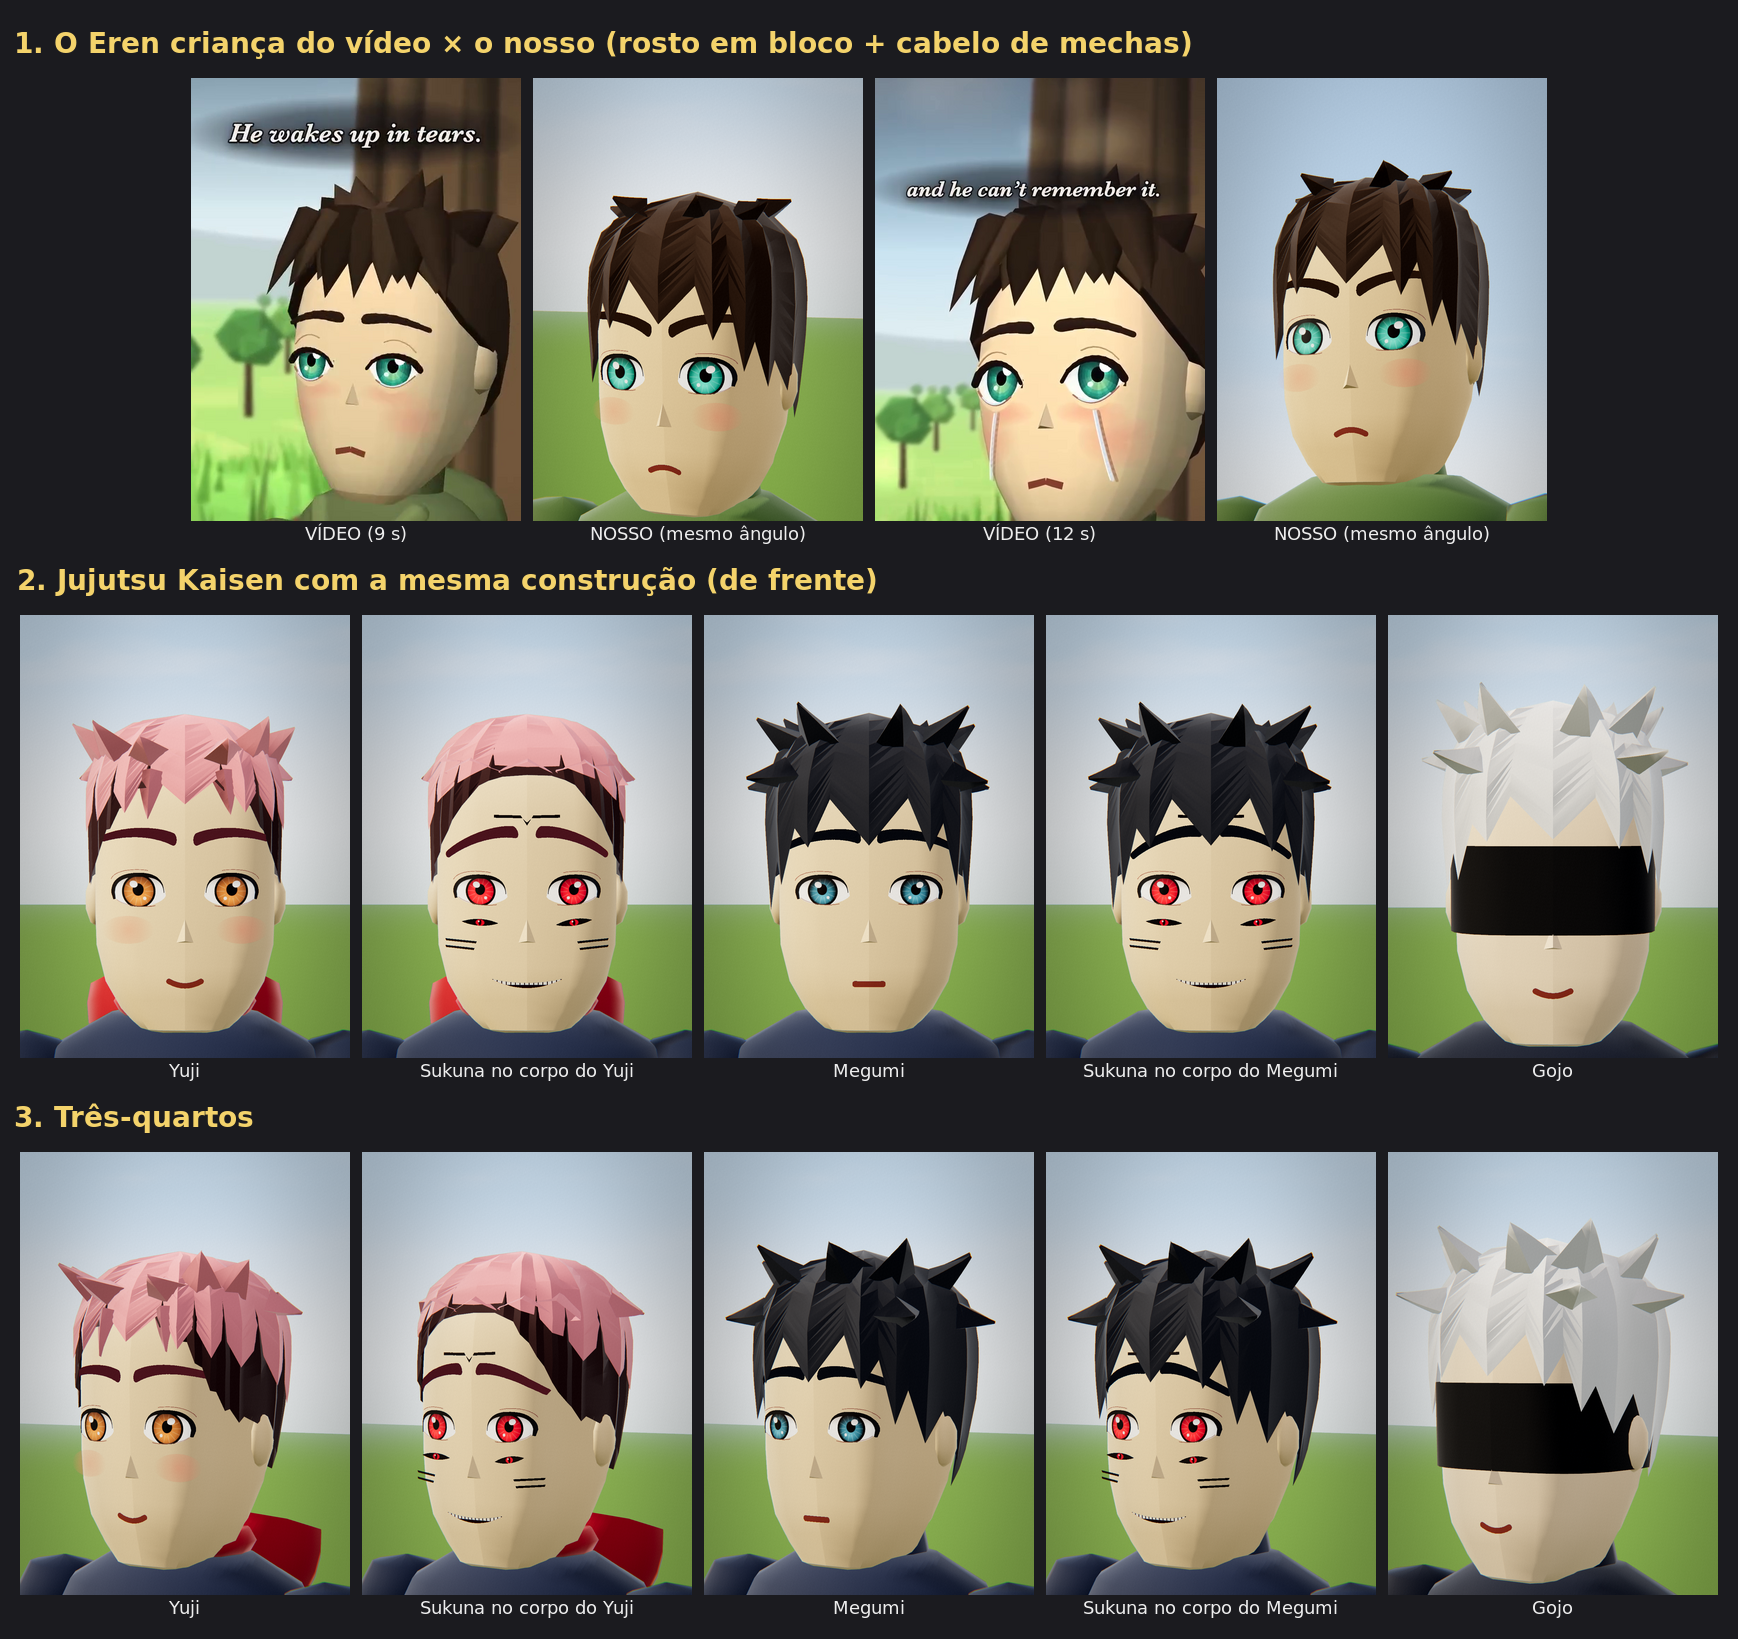 1. O Eren criança do vídeo × o nosso (rosto em bloco + cabelo de mechas)
He wakes up in tears.
and he can't remember it.
VÍDEO (9 s)
NOSSO (mesmo ângulo)
VÍDEO (12 s)
NOSSO (mesmo ângulo)
2. Jujutsu Kaisen com a mesma construção (de frente)
Yuji
Sukuna no corpo do Yuji
Megumi
Sukuna no corpo do Megumi
Gojo
3. Três-quartos
Yuji
Sukuna no corpo do Yuji
Megumi
Sukuna no corpo do Megumi
Gojo